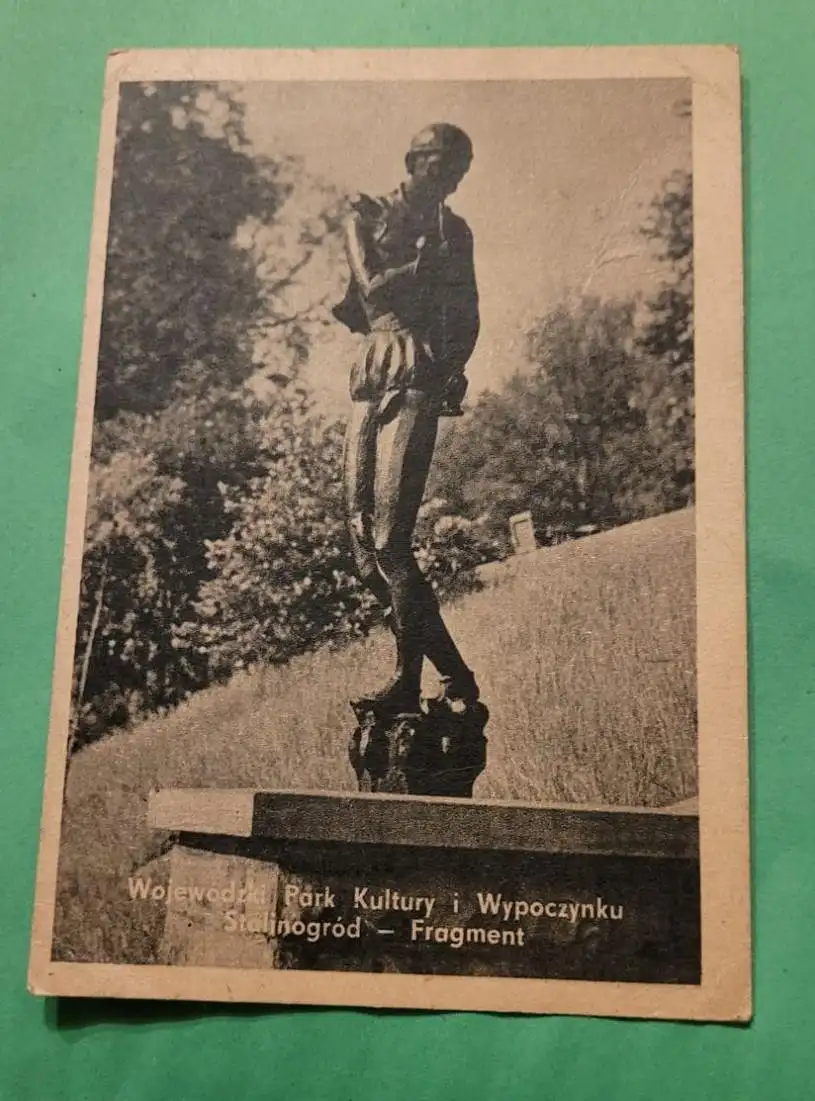 Wojewódzki Park Kultury i Wypoczynku
Stalinogród – Fragment